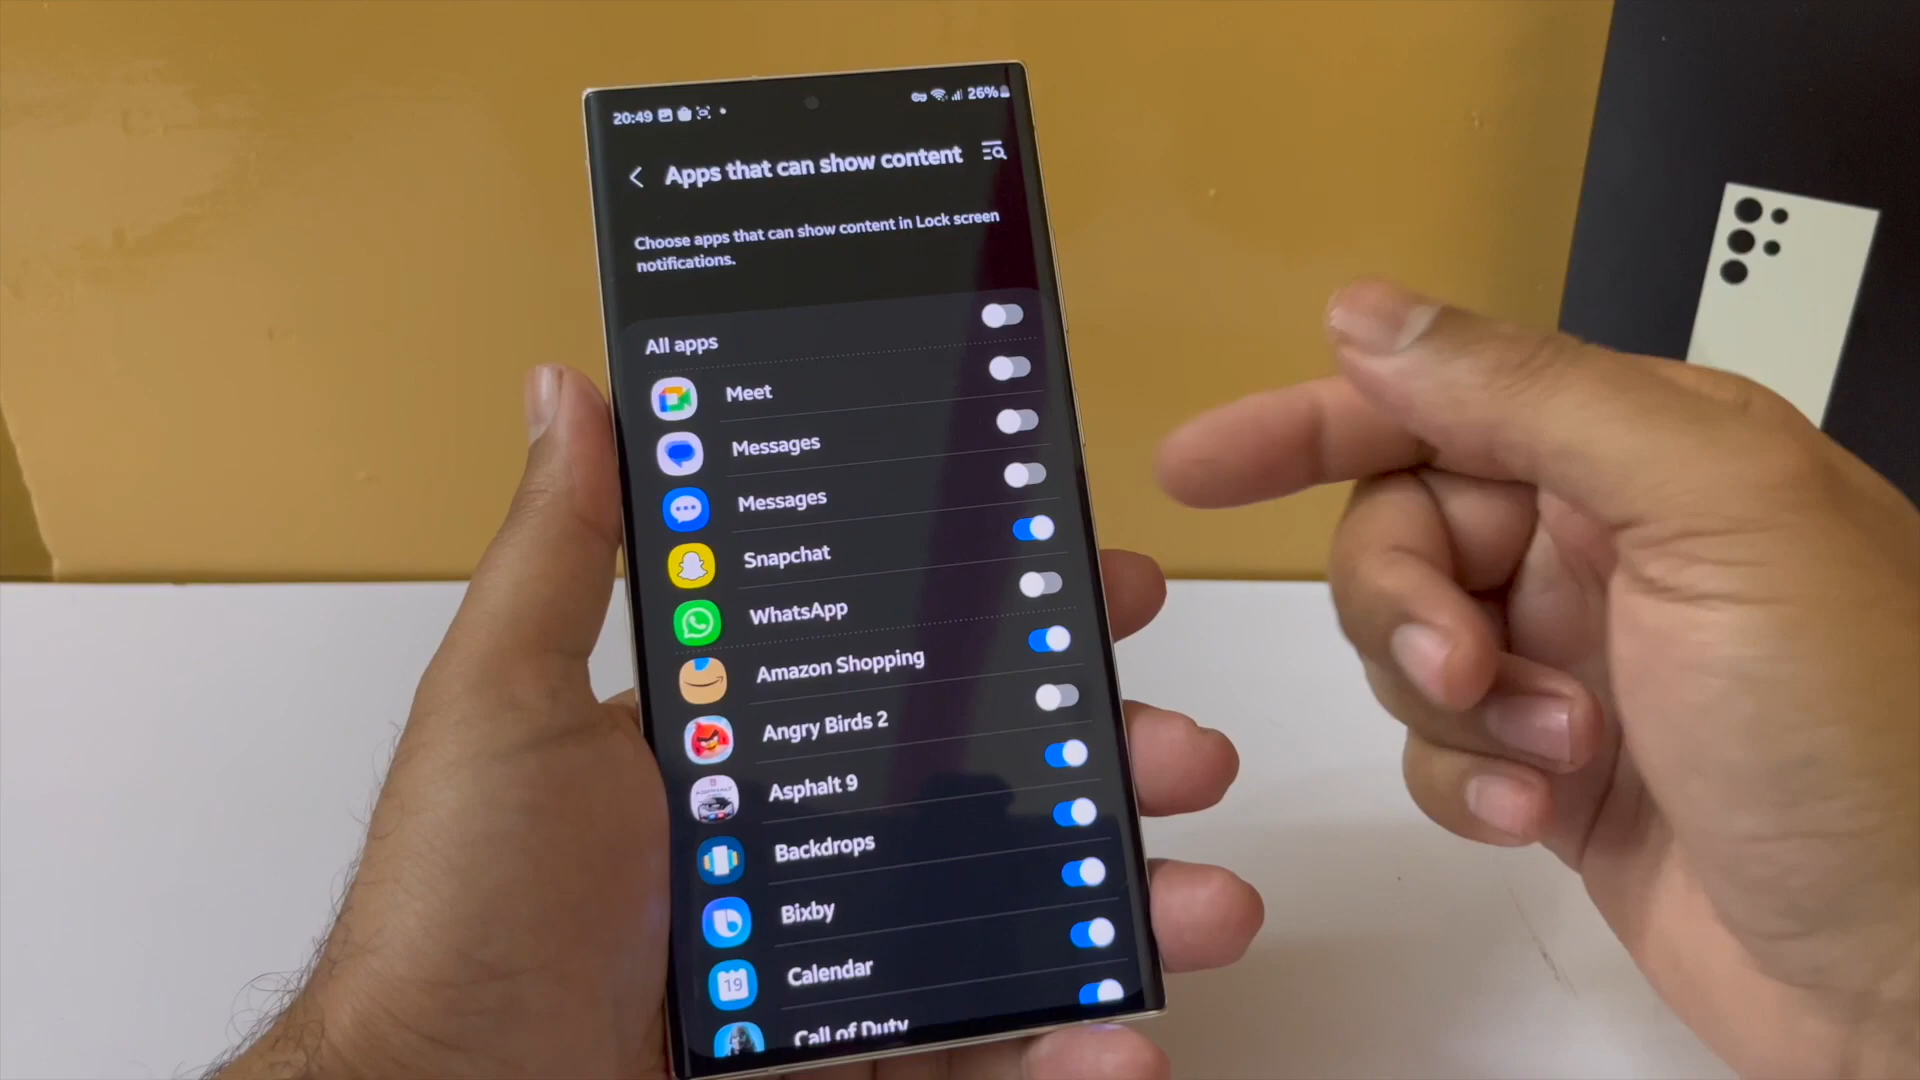 20:49
26%
Apps that can show content
Choose apps that can show content in Lock screen
notifications.
All apps
Meet
Messages
Messages
Snapchat
WhatsApp
Amazon Shopping
Angry Birds 2
Asphalt 9
Backdrops
Bixby
19
Calendar
Call of Duty